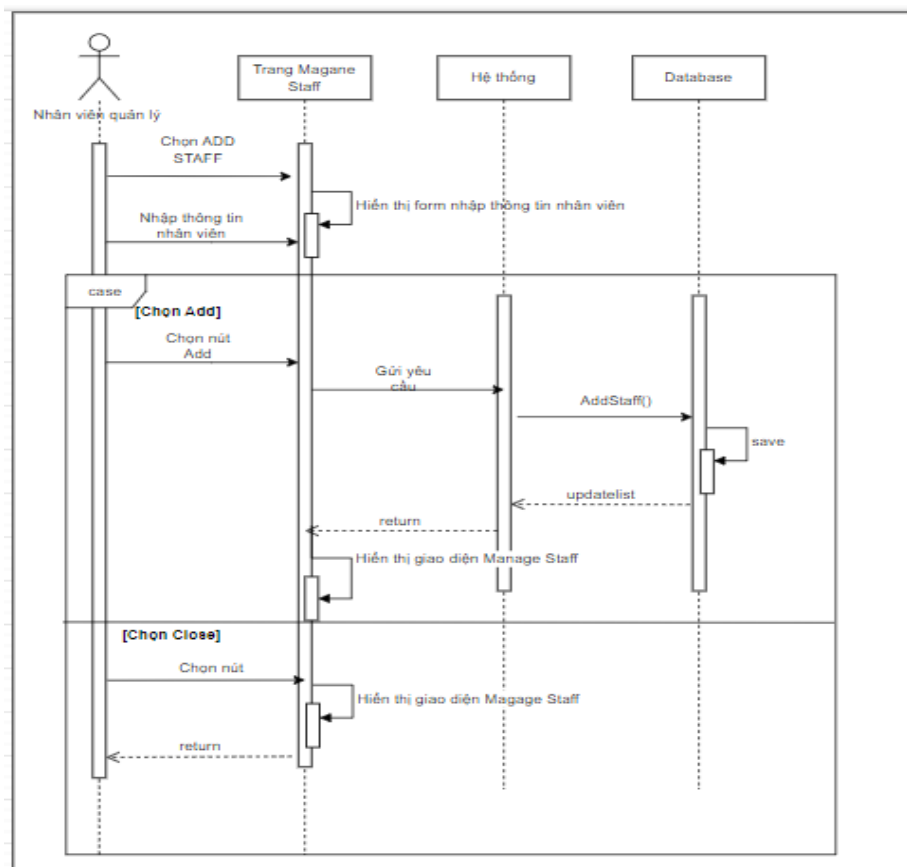 Trang Magane
Staff
Hệ thống
Database
Nhân viên quản lý
Chọn ADD
STAFF
Hiển thị form nhập thông tin nhân viên
Nhập thông tin
nhân viên
case
[Chọn Add]
Chọn nút
Add
Gửi yêu
cầu
AddStaff()
save
updatelist
return
Hiển thị giao diện Manage Staff
[Chọn Close]
Chọn nút
Hiển thị giao diện Magage Staff
return